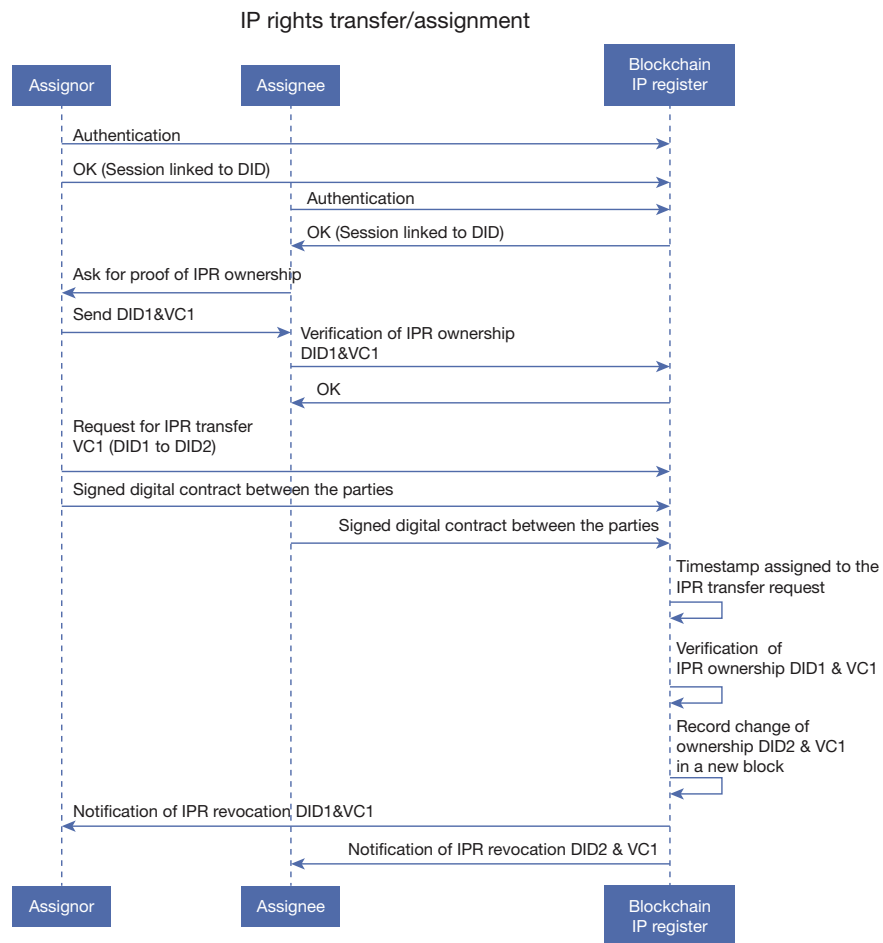 IP rights transfer/assignment
Assignor
Assignee
Blockchain
IP register
Authentication
OK (Session linked to DID)
Authentication
OK (Session linked to DID)
Ask for proof of IPR ownership
Send DID1&VC1
Verification of IPR ownership
DID1&VC1
OK
Request for IPR transfer
VC1 (DID1 to DID2)
Signed digital contract between the parties
Signed digital contract between the parties
Timestamp assigned to the
IPR transfer request
Verification of
IPR ownership DID1 & VC1
Record change of
ownership DID2 & VC1
in a new block
Notification of IPR revocation DID1&VC1
Notification of IPR revocation DID2 & VC1
Assignor
Assignee
Blockchain
IP register